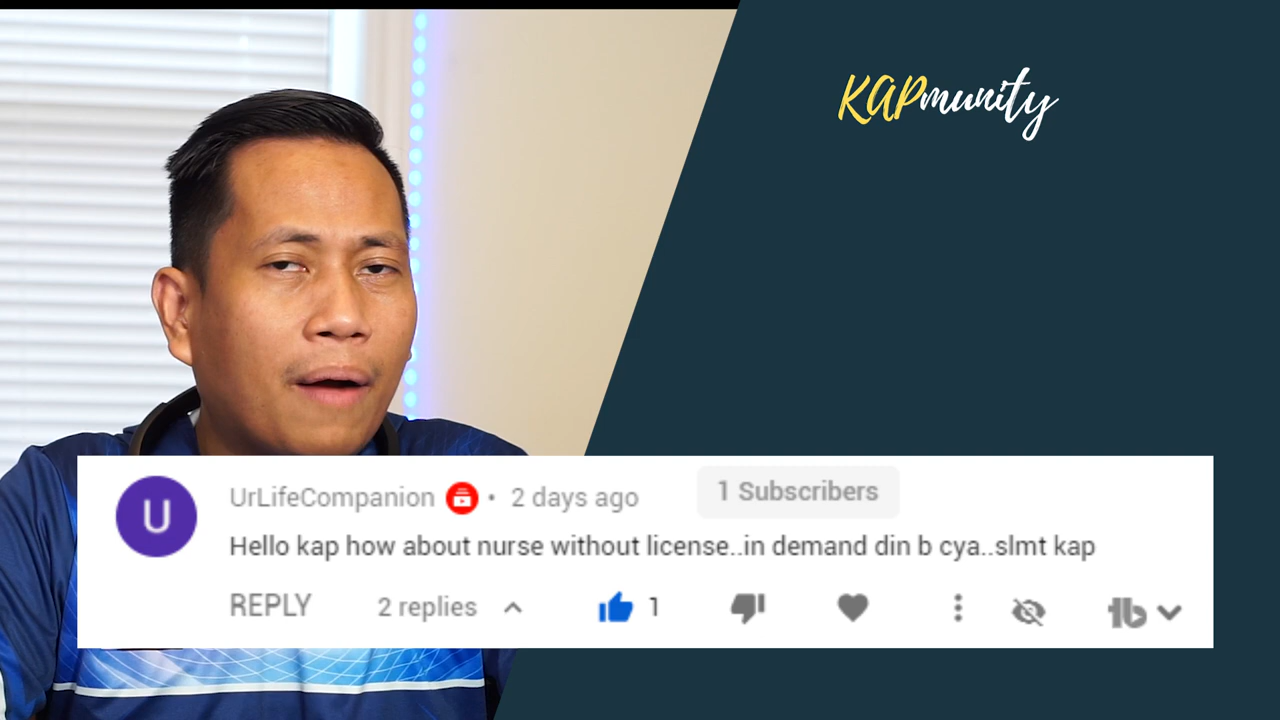 KAPmunity
U
UrLifeCompanion • 2 days ago 1 Subscribers
Hello kap how about nurse without license..in demand din b cya..slmt kap
REPLY 2 replies 1